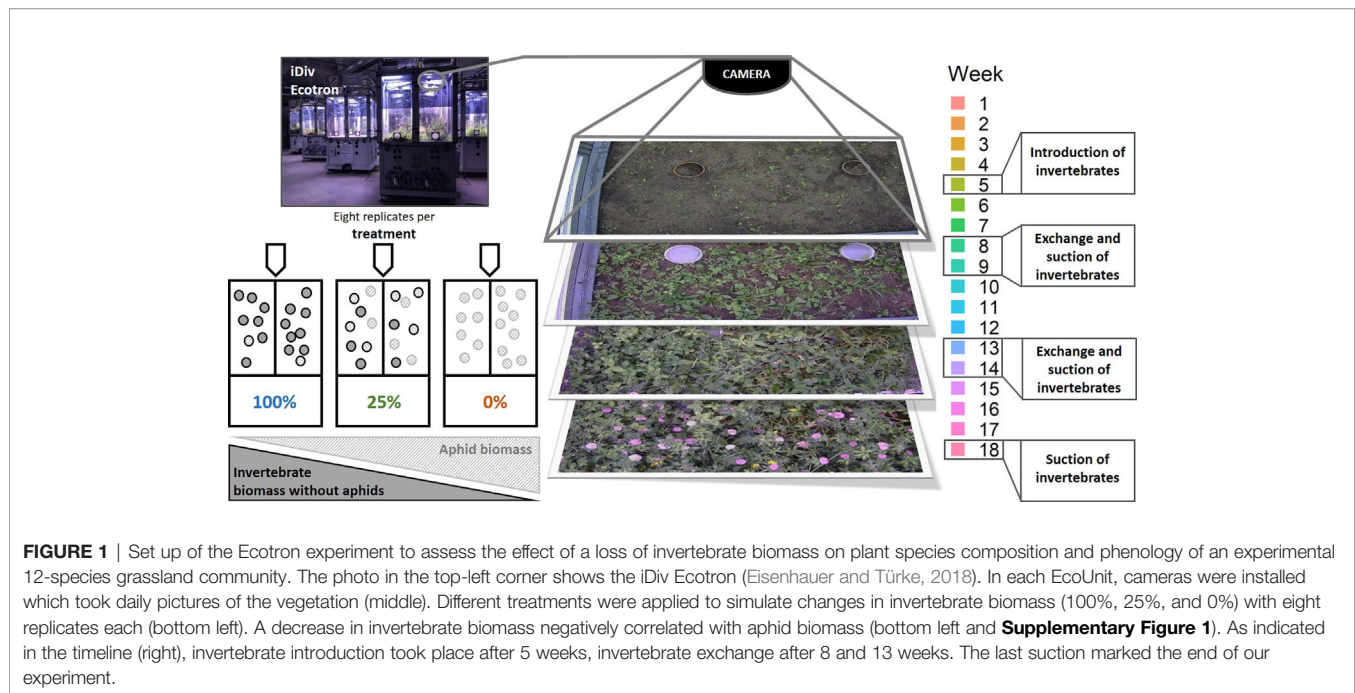 iDiv
Ecotron
Eight replicates per
treatment
100%
25%
0%
Aphid biomass
Invertebrate
biomass without aphids
CAMERA
Week
1
2
3
4
5
6
7
8
9
10
11
12
13
14
15
16
17
18
Introduction of
invertebrates
Exchange and
suction of
invertebrates
Exchange and
suction of
invertebrates
Suction of
invertebrates
FIGURE 1 | Set up of the Ecotron experiment to assess the effect of a loss of invertebrate biomass on plant species composition and phenology of an experimental
12-species grassland community. The photo in the top-left corner shows the iDiv Ecotron (Eisenhauer and Türke, 2018). In each EcoUnit, cameras were installed
which took daily pictures of the vegetation (middle). Different treatments were applied to simulate changes in invertebrate biomass (100%, 25%, and 0%) with eight
replicates each (bottom left). A decrease in invertebrate biomass negatively correlated with aphid biomass (bottom left and Supplementary Figure 1). As indicated
in the timeline (right), invertebrate introduction took place after 5 weeks, invertebrate exchange after 8 and 13 weeks. The last suction marked the end of our
experiment.